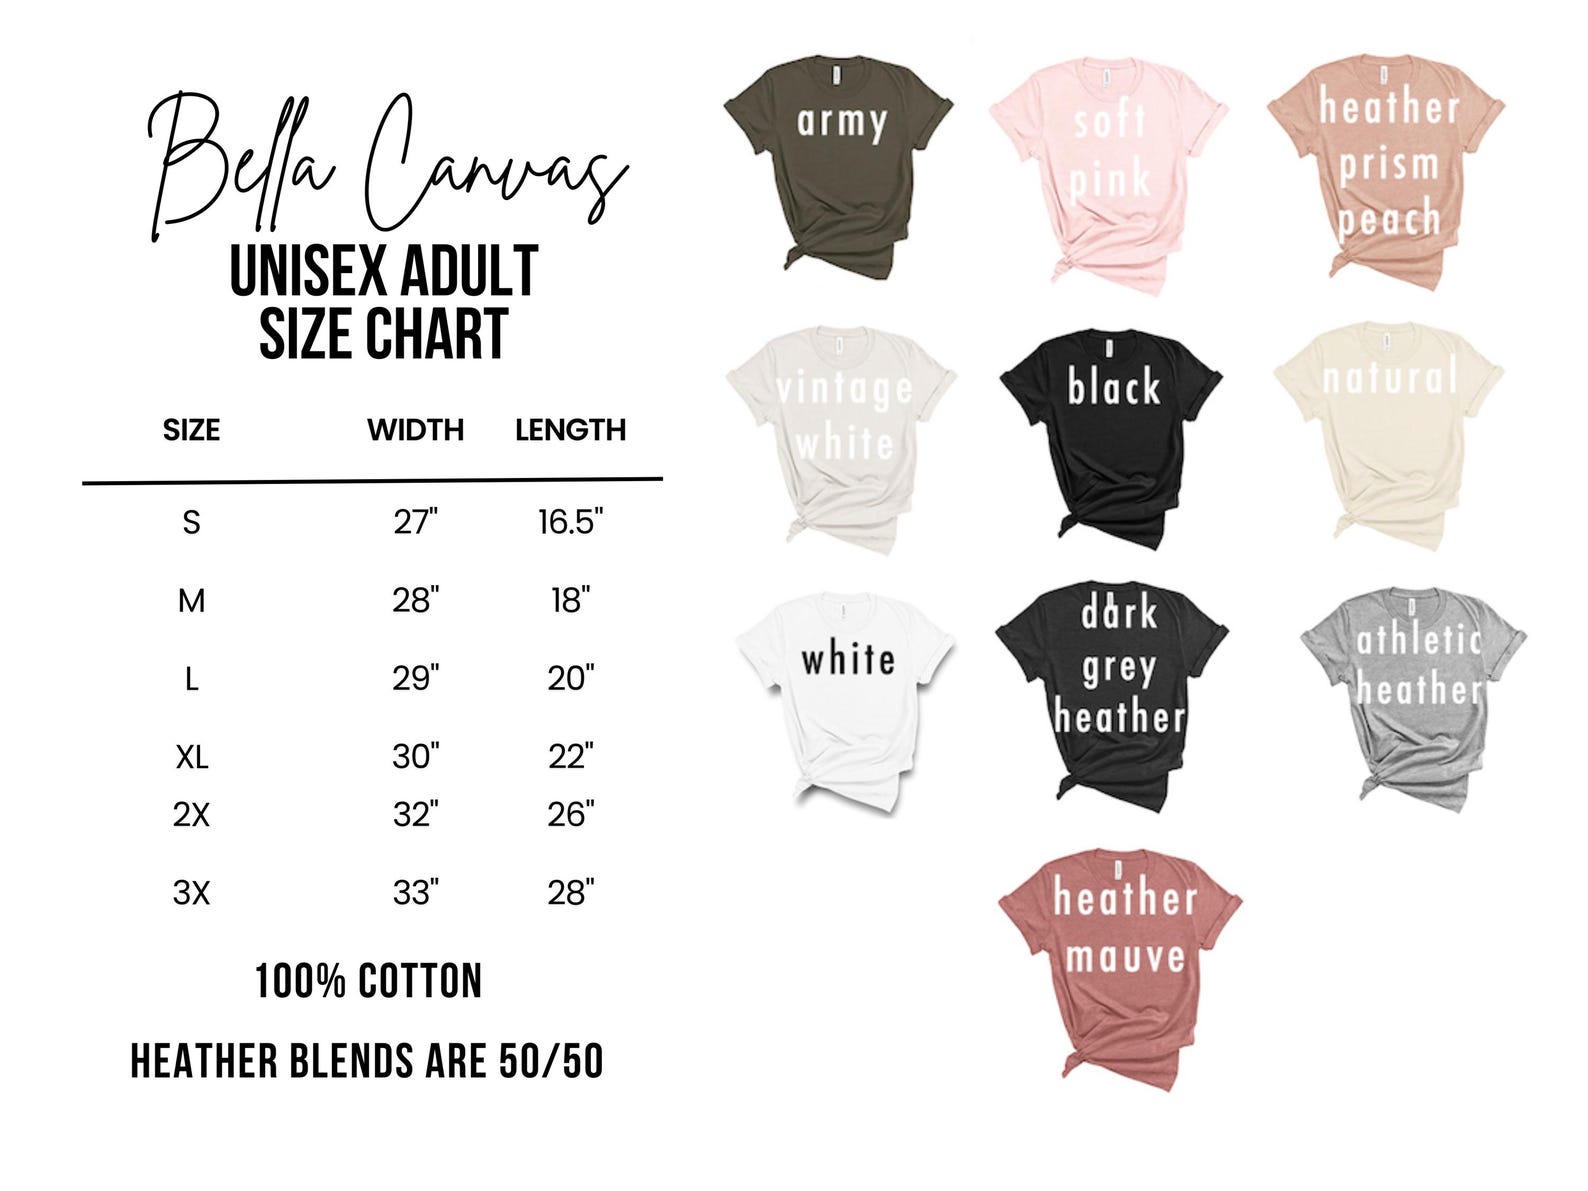 Bella Canvas
UNISEX ADULT
SIZE CHART
SIZE WIDTH LENGTH
S 27" 16.5"
M 28" 18"
L 29" 20"
XL 30" 22"
2X 32" 26"
3X 33" 28"
100% COTTON
HEATHER BLENDS ARE 50/50
army
soft
pink
heather
prism
peach
vintage
white
black
natural
white
dark
grey
heather
athletic
heather
heather
mauve